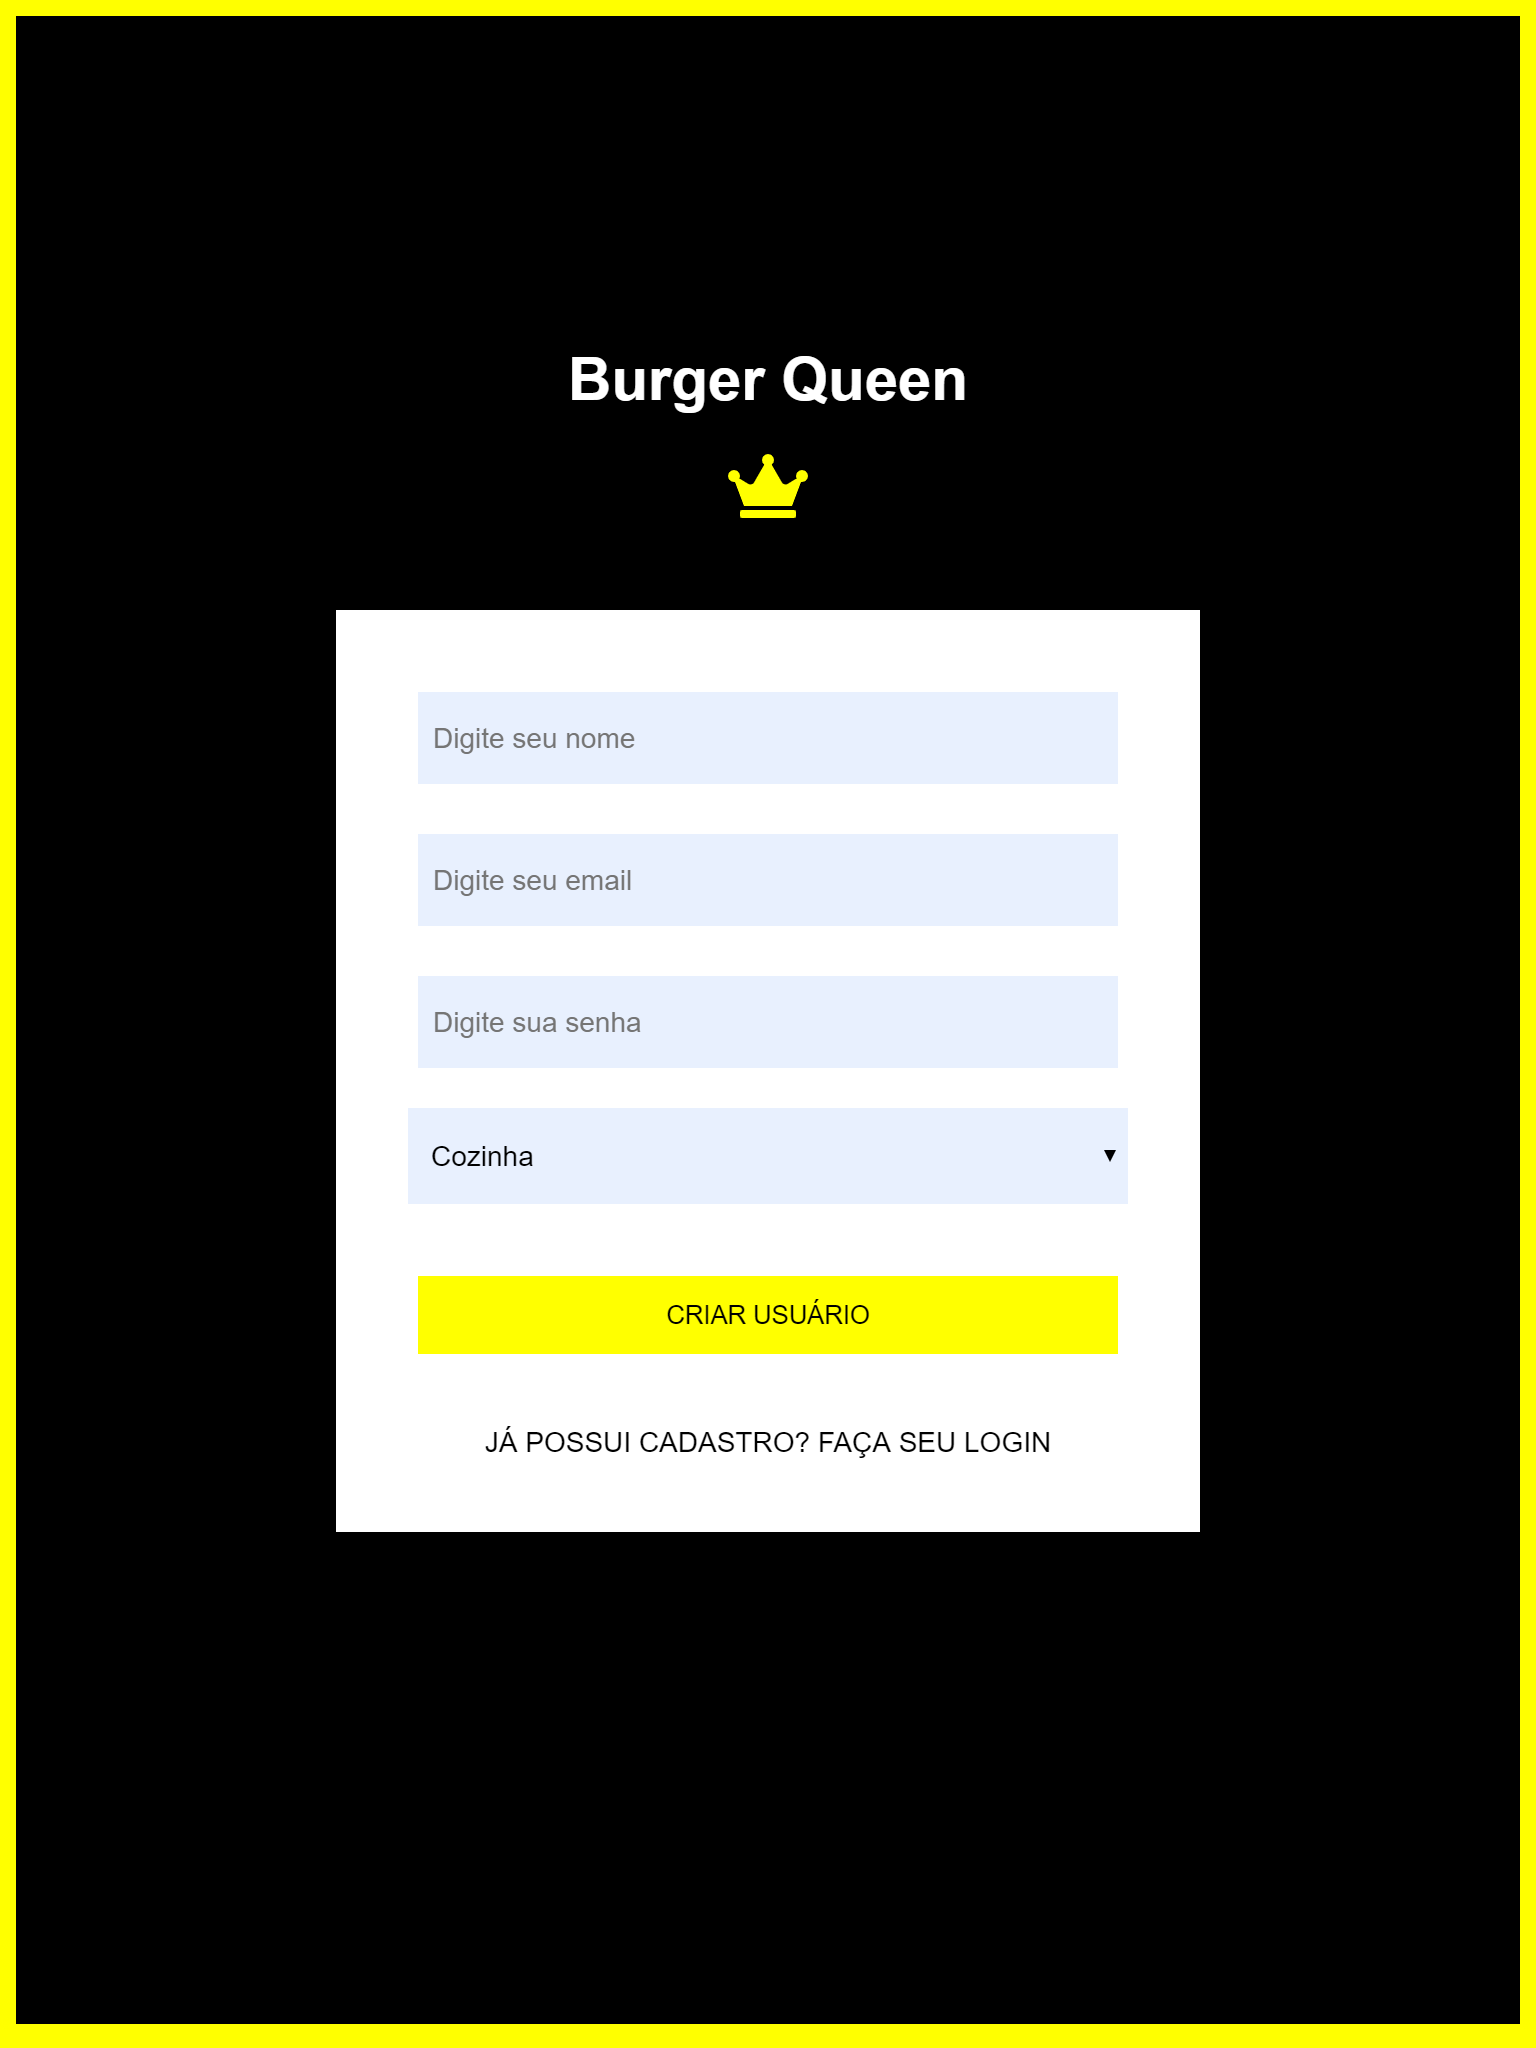 Burger Queen
Digite seu nome
Digite seu email
Digite sua senha
Cozinha
CRIAR USUÁRIO
JÁ POSSUI CADASTRO? FAÇA SEU LOGIN